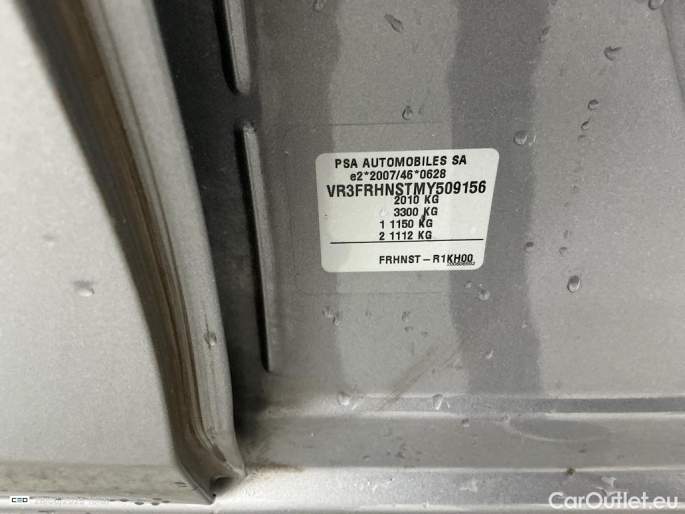 PSA AUTOMOBILES SA
e2*2007/46*0628
VR3FRHNSTMY509156
2010 KG
3300 KG
1 1150 KG
2 1112 KG
FRHNST-R1KH00
CarOutlet.eu